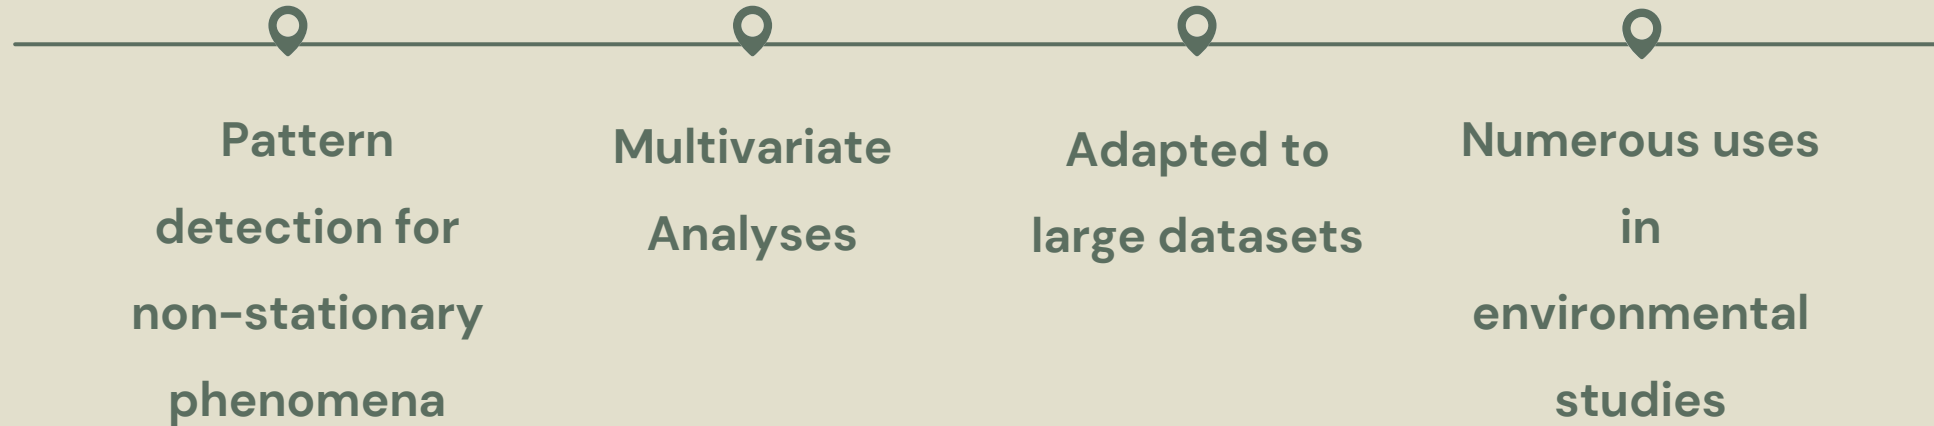 Pattern
detection for
non-stationary
phenomena
Multivariate
Analyses
Adapted to
large datasets
Numerous uses
in
environmental
studies